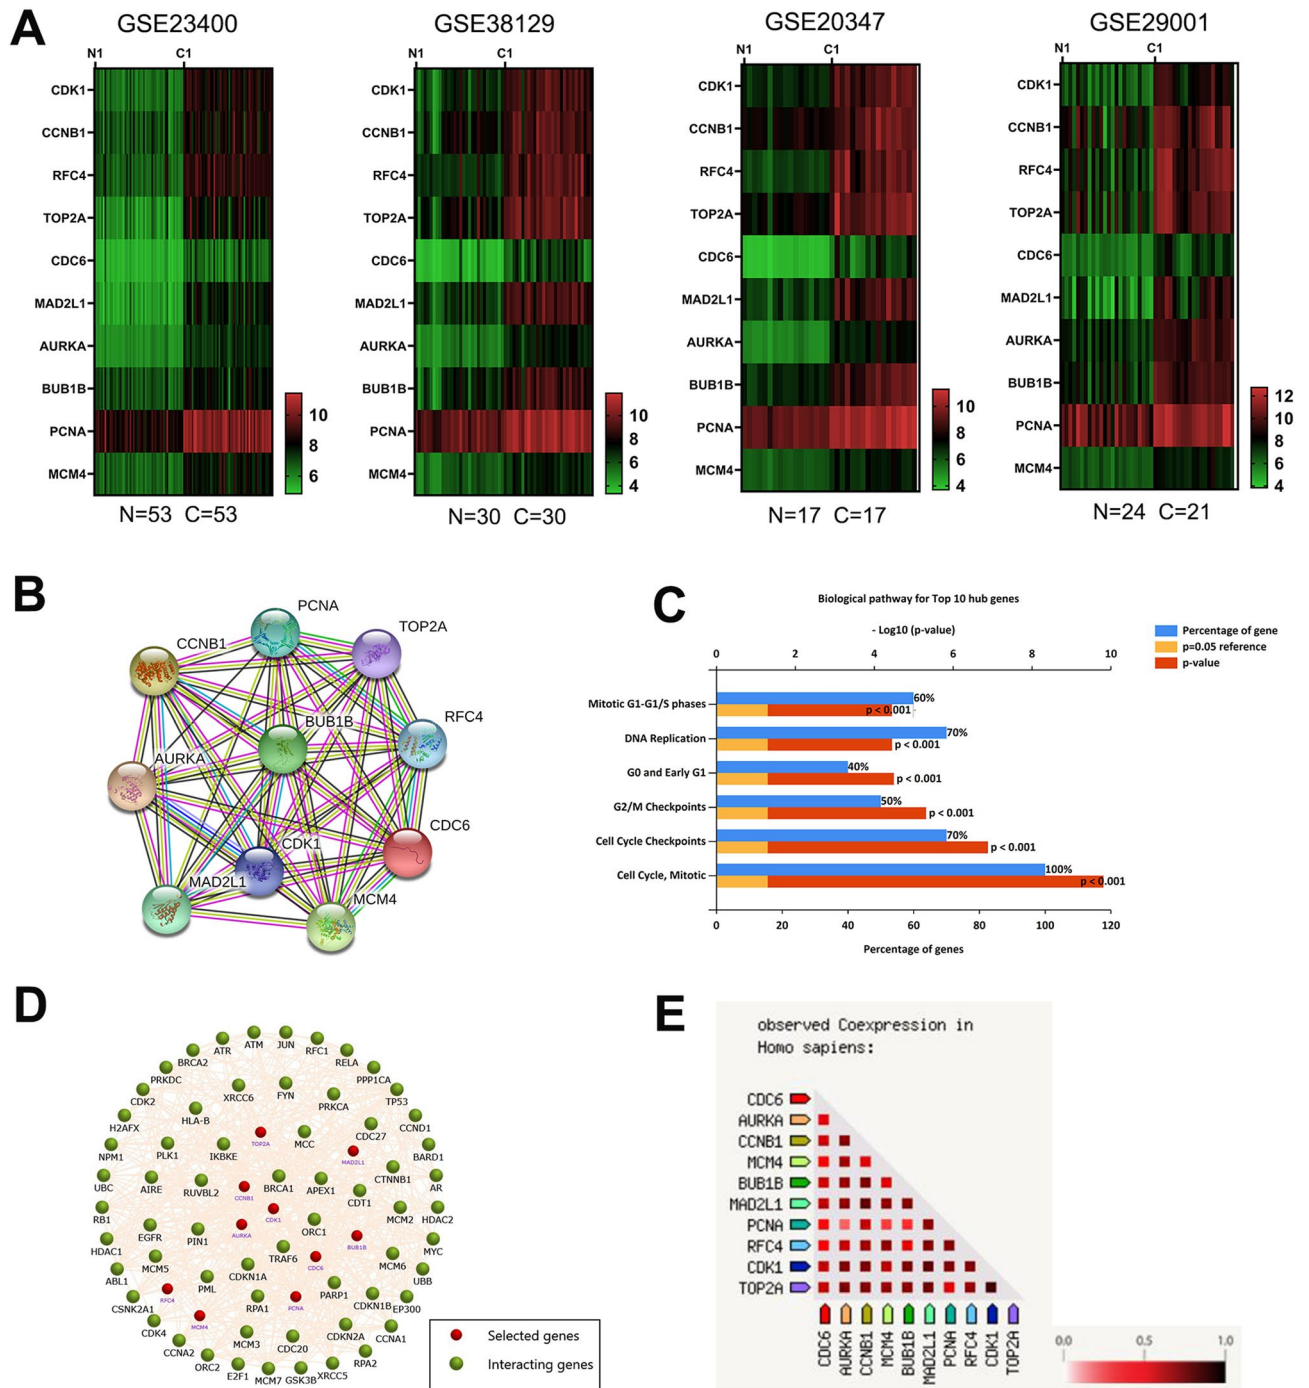 A
GSE23400
GSE38129
GSE20347
GSE29001
N1 C1
N1 C1
N1 C1
N1 C1
CDK1
CCNB1
RFC4
TOP2A
CDC6
MAD2L1
AURKA
BUB1B
PCNA
MCM4
10
8
6
N=53 C=53
CDK1
CCNB1
RFC4
TOP2A
CDC6
MAD2L1
AURKA
BUB1B
PCNA
MCM4
10
8
6
4
N=30 C=30
CDK1
CCNB1
RFC4
TOP2A
CDC6
MAD2L1
AURKA
BUB1B
PCNA
MCM4
10
8
6
4
N=17 C=17
CDK1
CCNB1
RFC4
TOP2A
CDC6
MAD2L1
AURKA
BUB1B
PCNA
MCM4
12
10
8
6
4
N=24 C=21
B
PCNA
TOP2A
CCNB1
BUB1B
RFC4
AURKA
CDC6
CDK1
MAD2L1
MCM4
C
Biological pathway for Top 10 hub genes
- Log10 (p-value)
0 2 4 6 8 10
Percentage of gene
p=0.05 reference
p-value
Mitotic G1-G1/S phases 60%
p < 0.001
DNA Replication 70%
p < 0.001
G0 and Early G1 40%
p < 0.001
G2/M Checkpoints 50%
p < 0.001
Cell Cycle Checkpoints 70%
p < 0.001
Cell Cycle, Mitotic 100%
p < 0.001
0 20 40 60 80 100 120
Percentage of genes
D
ATM JUN
ATR RFC1
BRCA2 RELA
PRKDC PPP1CA
XRCC6 FYN
CDK2 PRKCA TP53
HLA-B
H2AFX CCND1
CDC27
TOP2A MCC
NPM1 PLK1 IKBKE BARD1
MAD2L1
CTNNB1
UBC AIRE RUVBL2 BRCA1 APEX1 AR
CCNB1 CDT1
RB1 CDK1 MCM2 HDAC2
EGFR PIN1 AURKA ORC1
HDAC1 BUB1B MYC
TRAF6
MCM5 CDC6 MCM6
ABL1 CDKN1A UBB
PML PARP1
CSNK2A1 RFC4 RPA1 PCNA CDKN1B EP300
MCM4
CDK4 CDKN2A CCNA1
MCM3 CDC20
CCNA2
ORC2 RPA2
E2F1 MCM7 GSK3B XRCC5
Selected genes
Interacting genes
E
observed Coexpression in
Homo sapiens:
CDC6
AURKA
CCNB1
MCM4
BUB1B
MAD2L1
PCNA
RFC4
CDK1
TOP2A
CDC6
AURKA
CCNB1
MCM4
BUB1B
MAD2L1
PCNA
RFC4
CDK1
TOP2A
0.0 0.5 1.0